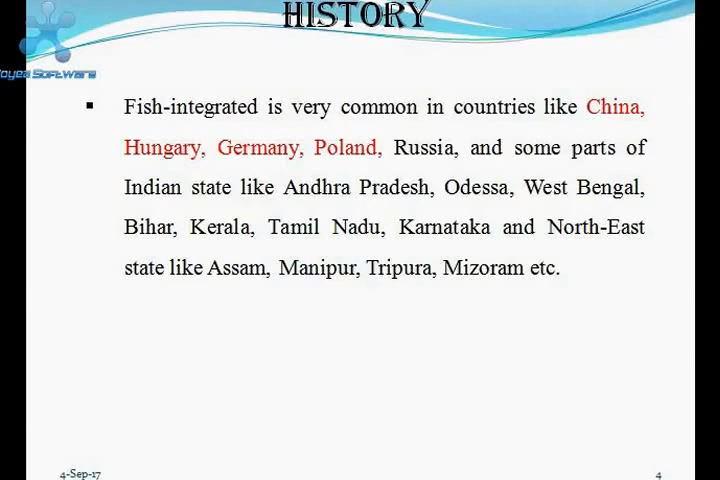 HISTORY
oyea Software
▪ Fish-integrated is very common in countries like China,
Hungary, Germany, Poland, Russia, and some parts of
Indian state like Andhra Pradesh, Odessa, West Bengal,
Bihar, Kerala, Tamil Nadu, Karnataka and North-East
state like Assam, Manipur, Tripura, Mizoram etc.
4-Sep-17
4